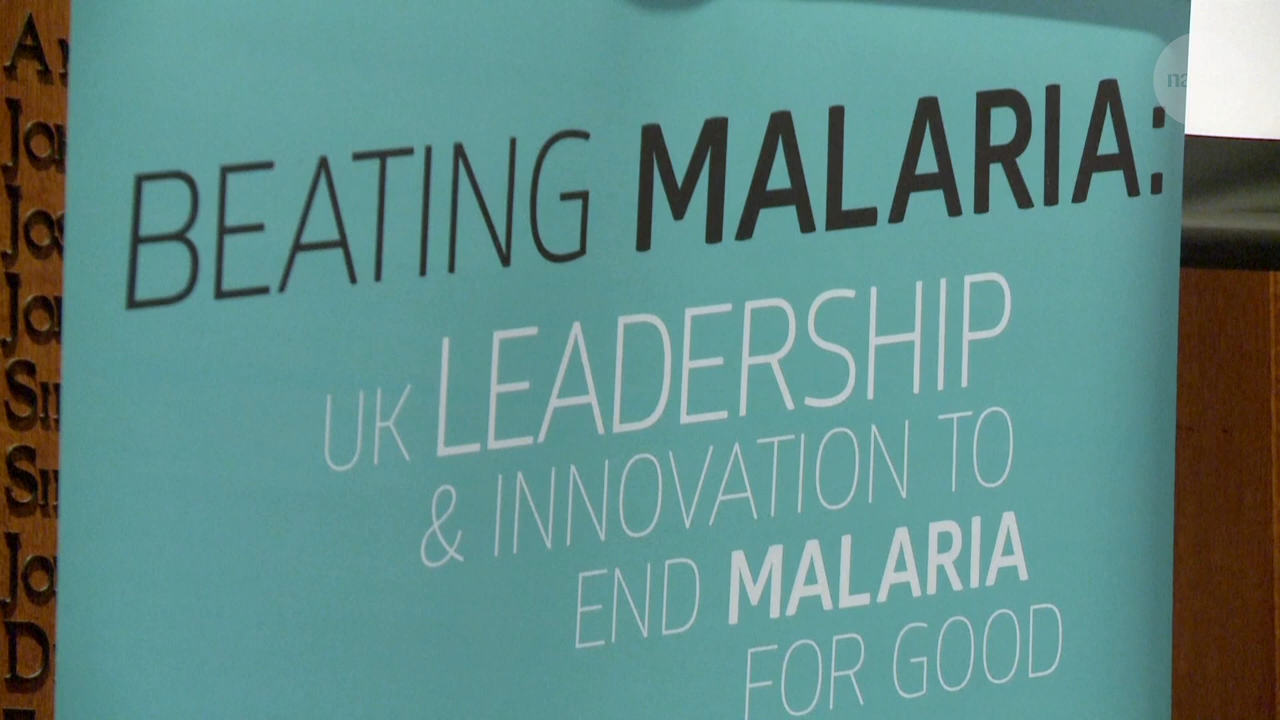 BEATING MALARIA:
UK LEADERSHIP
& INNOVATION TO
END MALARIA
FOR GOOD